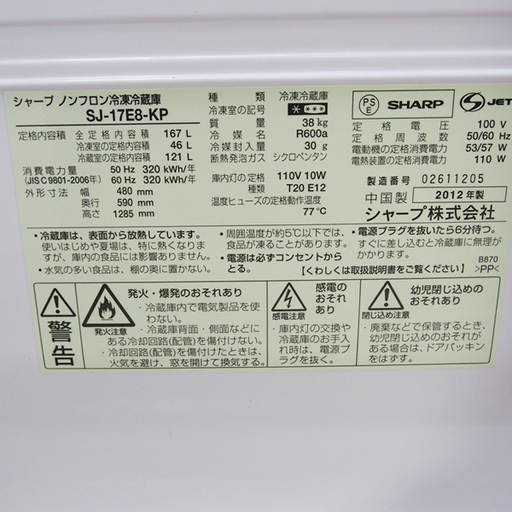 シャープ ノンフロン冷凍冷蔵庫
SJ-17E8-KP
定格内容積 全定格内容積 167 L
冷凍室の定格内容積 46 L
冷蔵室の定格内容積 121 L
消費電力量 50 Hz 320 kWh/年
(JIS C 9801-2006年) 60 Hz 320 kWh/年
外形寸法 幅 480 mm
奥行 590 mm
高さ 1285 mm
種類 冷凍冷蔵庫
冷凍室の記号
質量 38 kg
冷媒名 R600a
冷媒封入量 30 g
断熱発泡ガス シクロペンタン
庫内灯の定格 110V 10W
種類 T20 E12
温度ヒューズの定格動作温度
77℃
PS
E
SHARP
JET
定格電圧 100 V
定格周波数 50/60 Hz
電動機の定格消費電力 53/57 W
電熱装置の定格消費電力 110 W
製造番号 02611205
中国製 2012年製
シャープ株式会社
• 冷蔵庫は放熱しています。
使いはじめや夏場は、特に熱くなりますが、庫内の食品には影響ありません。
• 水気の多い食品は、棚の奥に置かない。
• 周囲温度が約5℃以下では、食品が凍ることがあります。
• 電源は必ずコンセントから とる。
• 電源プラグを抜いたら6分待つ。
すぐに差し込むと冷蔵庫に無理がかかります。
【くわしくは取扱説明書をご覧ください】
B870
>PP<
警告
発火注意
発火・爆発のおそれあり
・冷蔵庫内で電気製品を使わない。
・冷蔵庫背面・側面などにある冷却回路(配管)を傷付けない。
・冷却回路(配管)を傷付けたときは、火気を避け、窓を開けて換気する。
感電注意
感電のおそれあり
・庫内灯の交換や冷蔵庫のお手入れ時は、電源プラグを抜く。
閉じ込め注意
幼児閉じ込めのおそれあり
・廃棄などで保管するとき、幼児が閉じ込められるおそれがある場合は、ドアパッキンをはずす。